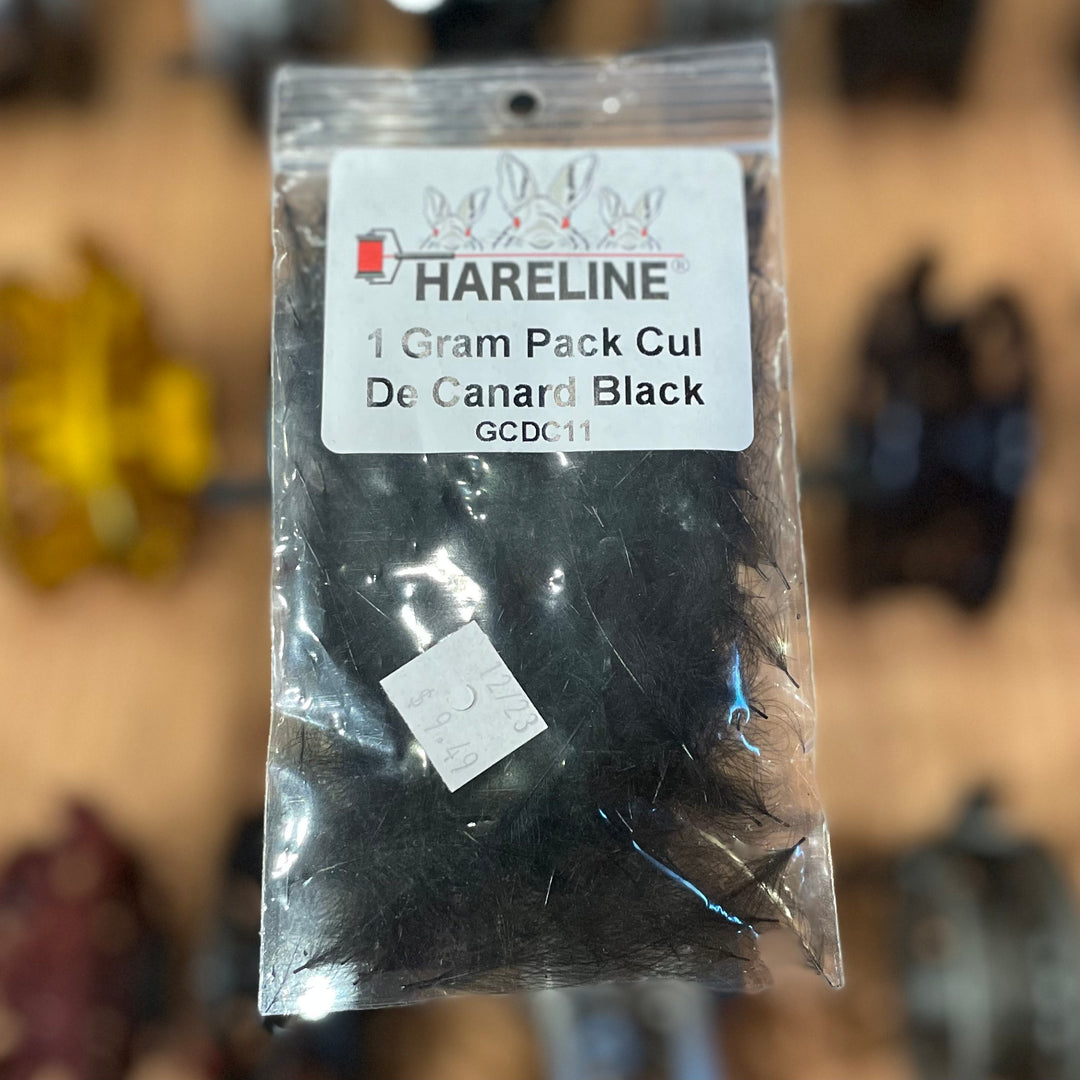 HARELINE®
1 Gram Pack Cul
De Canard Black
GCDC11
12/23
$ 9.49